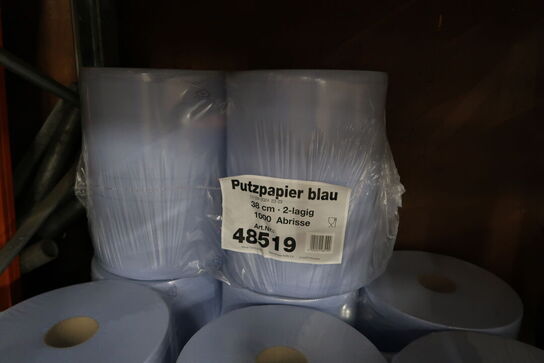 Putzpapier blau
38 cm - 2-lagig
1000 Abrisse
Art.Nr.
48519